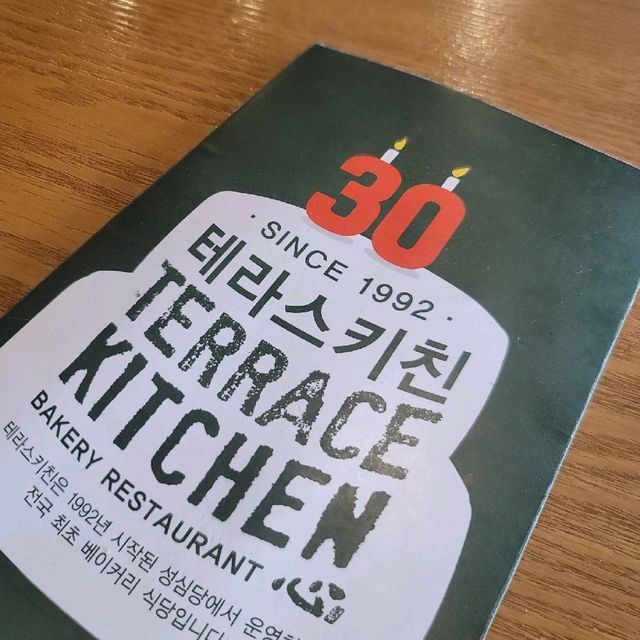 30
· SINCE 1992 ·
테라스키친
TERRACE
KITCHEN
BAKERY RESTAURANT
테라스키친은 1992년 시작된 성심당에서
전국 최초 베이커리 식당입니다